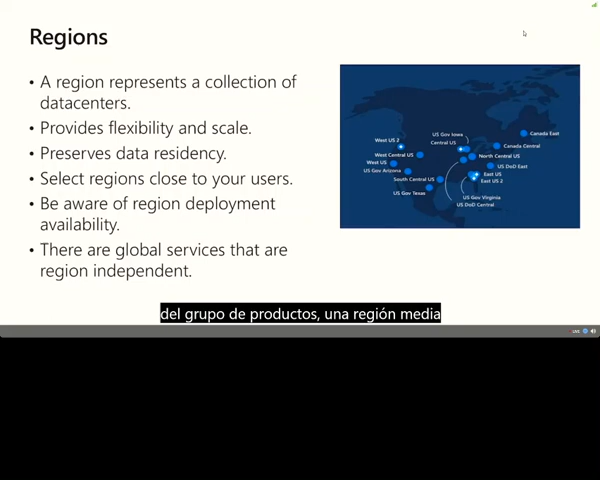 Regions
• A region represents a collection of
datacenters.
• Provides flexibility and scale.
• Preserves data residency.
• Select regions close to your users.
• Be aware of region deployment
availability.
• There are global services that are
region independent.
Canada East
US Gov Iowa
West US 2
Central US
Canada Central
West Central US
North Central US
West US
US DoD East
US Gov Arizona
East US
South Central US
East US 2
US Gov Texas
US Gov Virginia
US DoD Central
del grupo de productos, una región media
LIVE